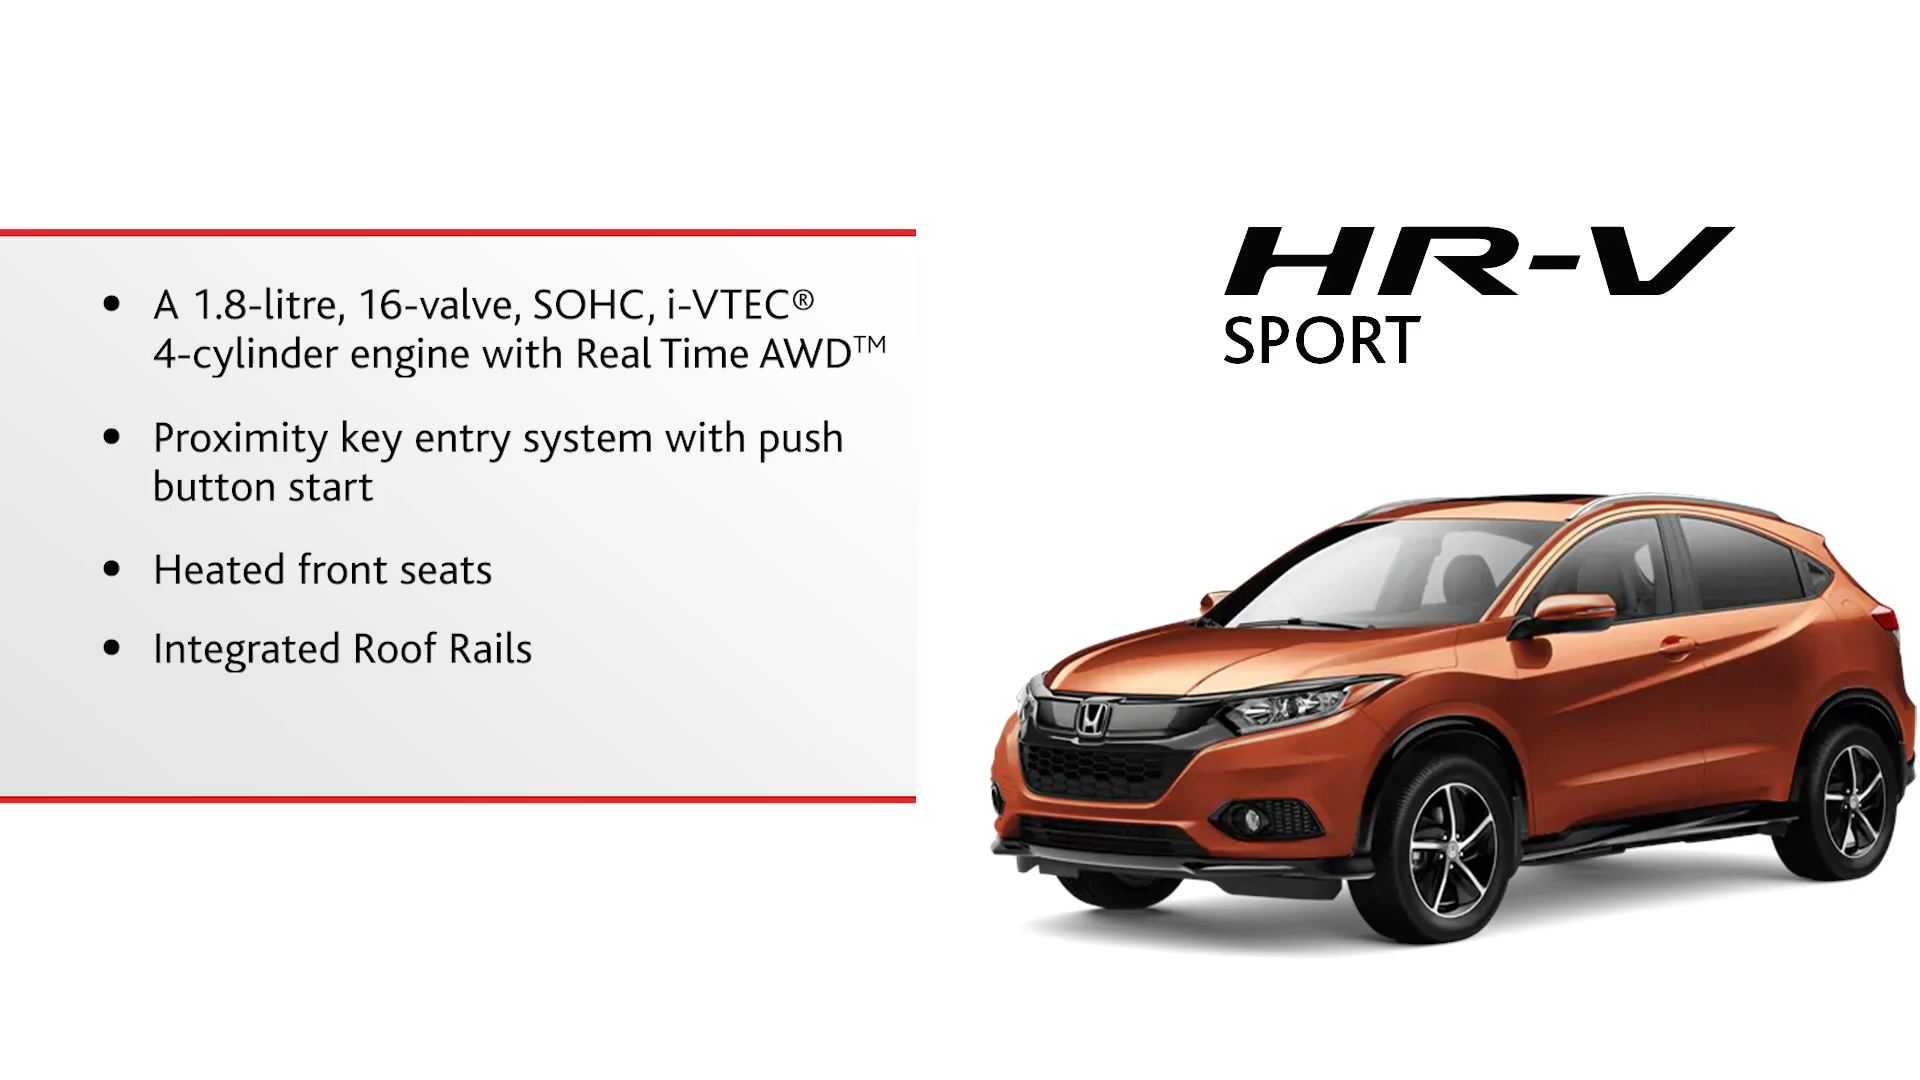 • A 1.8-litre, 16-valve, SOHC, i-VTEC®
4-cylinder engine with Real Time AWD™
• Proximity key entry system with push
button start
• Heated front seats
• Integrated Roof Rails
HR-V
SPORT